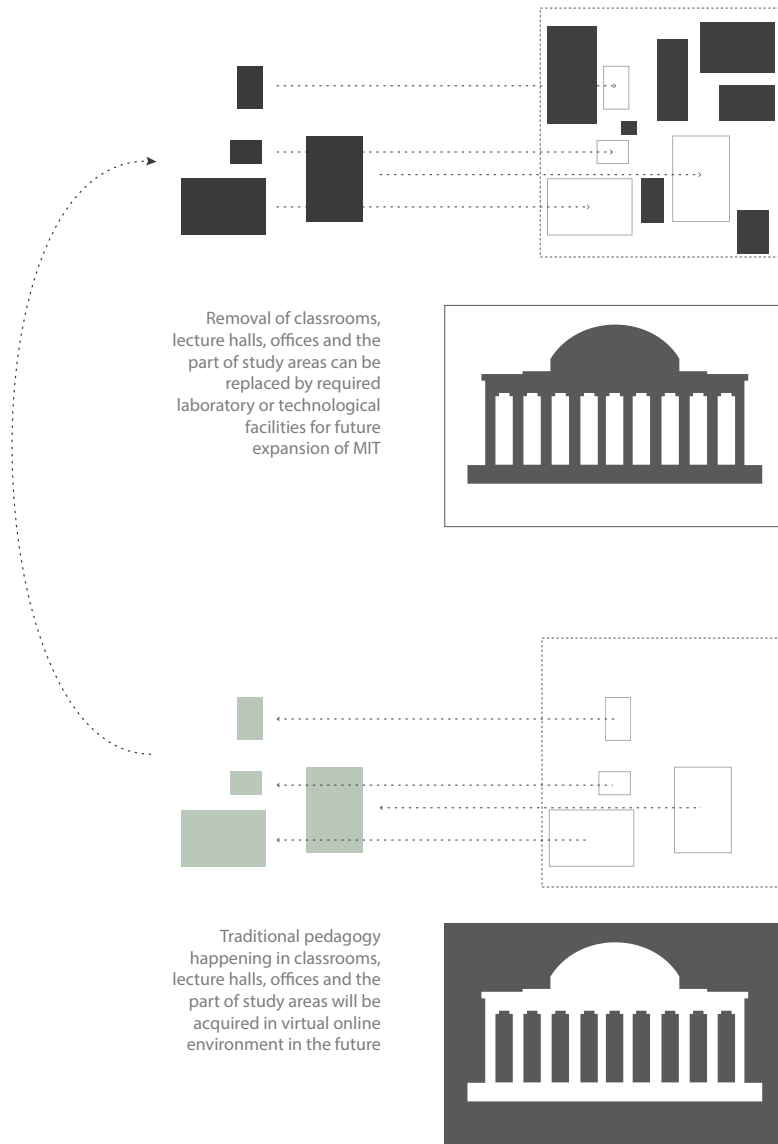 Removal of classrooms,
lecture halls, offices and the
part of study areas can be
replaced by required
laboratory or technological
facilities for future
expansion of MIT
Traditional pedagogy
happening in classrooms,
lecture halls, offices and the
part of study areas will be
acquired in virtual online
environment in the future